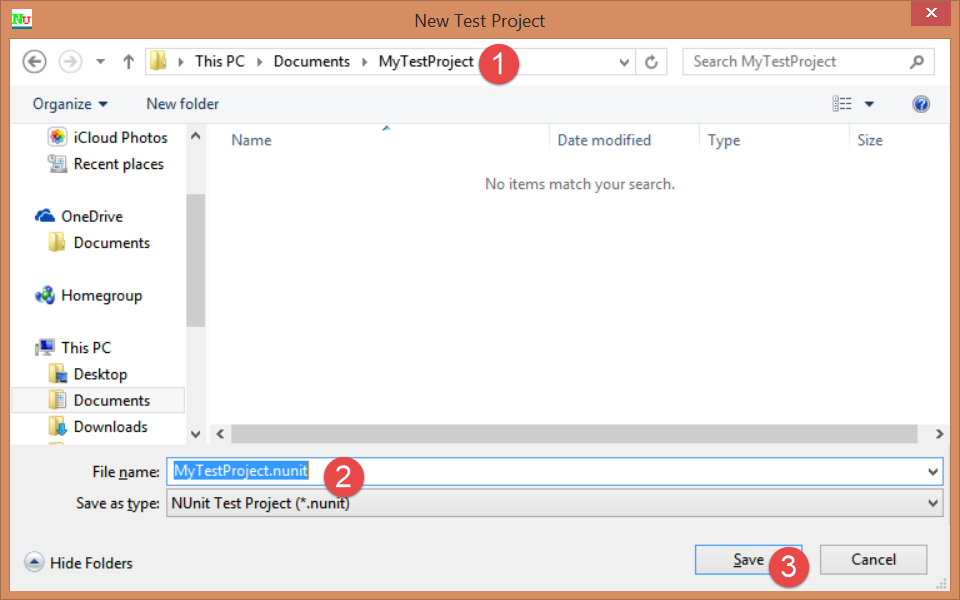 NU
New Test Project
This PC Documents MyTestProject 1
Search MyTestProject
Organize New folder
iCloud Photos
Recent places
OneDrive
Documents
Homegroup
This PC
Desktop
Documents
Downloads
Name Date modified Type Size
No items match your search.
File name: MyTestProject.nunit 2
Save as type: NUnit Test Project (*.nunit)
Hide Folders Save 3 Cancel